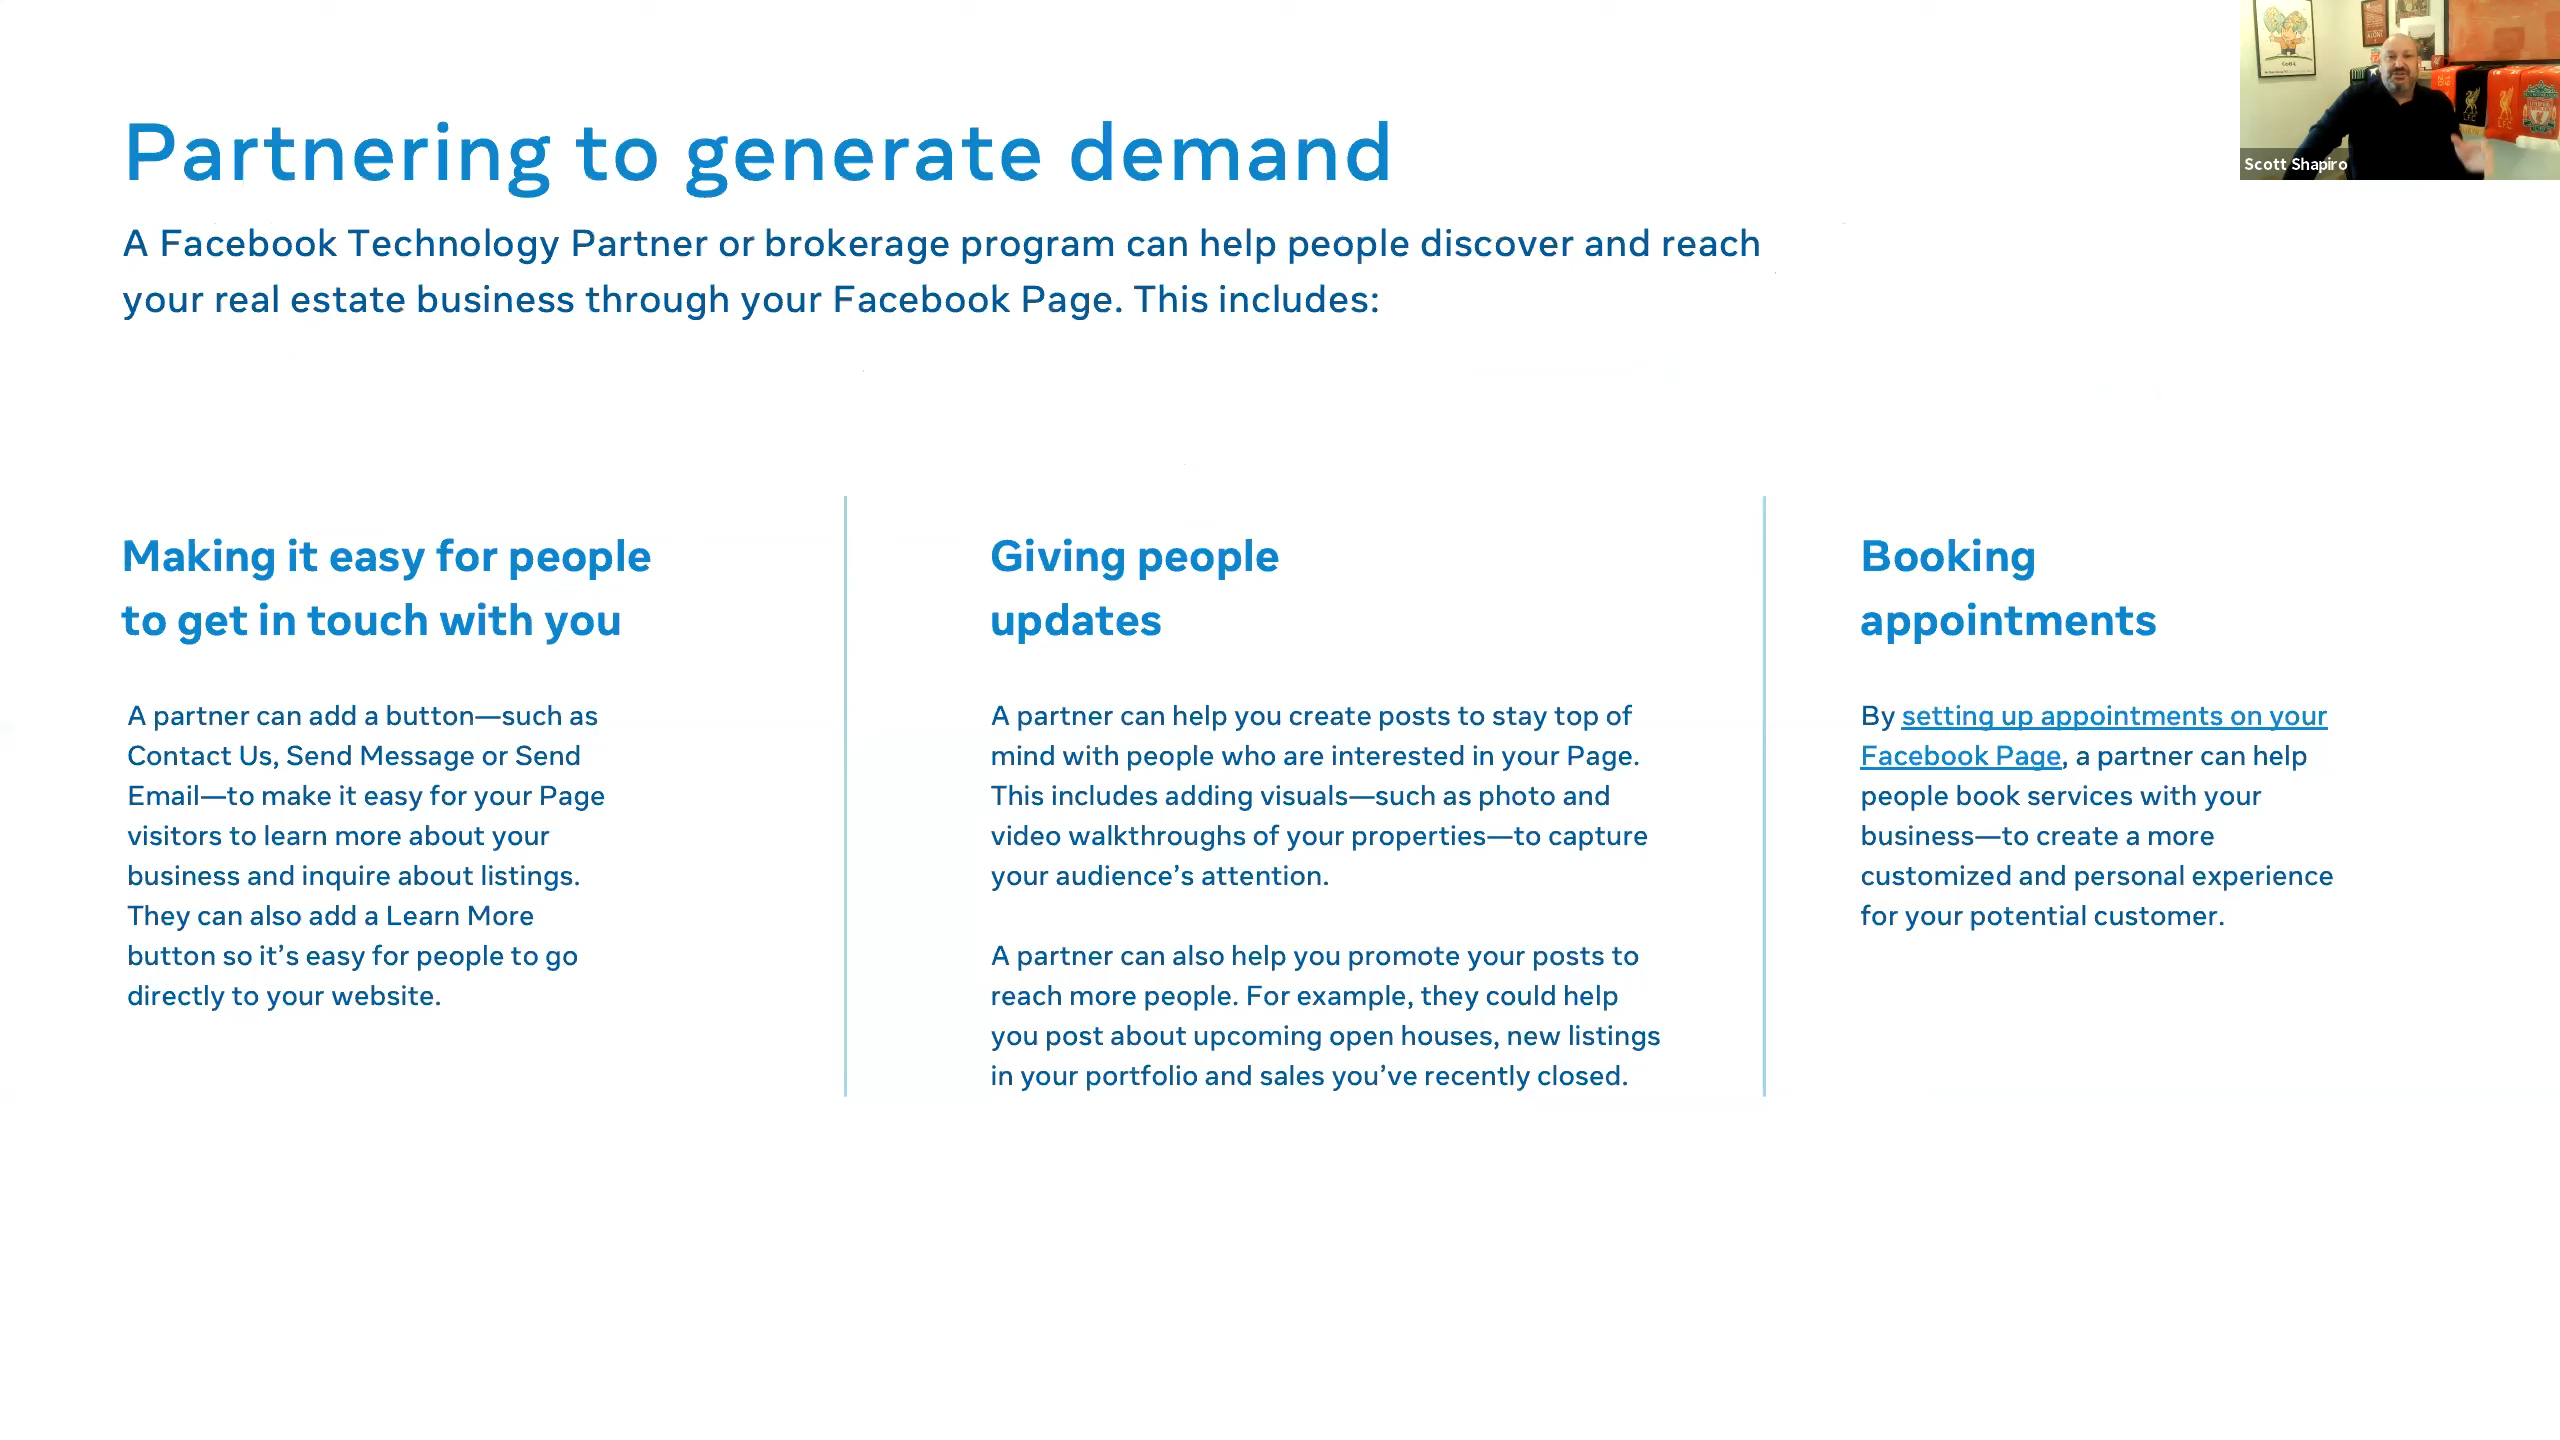 Partnering to generate demand
A Facebook Technology Partner or brokerage program can help people discover and reach
your real estate business through your Facebook Page. This includes:
Making it easy for people
to get in touch with you
A partner can add a button—such as
Contact Us, Send Message or Send
Email—to make it easy for your Page
visitors to learn more about your
business and inquire about listings.
They can also add a Learn More
button so it’s easy for people to go
directly to your website.
Giving people
updates
A partner can help you create posts to stay top of
mind with people who are interested in your Page.
This includes adding visuals—such as photo and
video walkthroughs of your properties—to capture
your audience’s attention.
A partner can also help you promote your posts to
reach more people. For example, they could help
you post about upcoming open houses, new listings
in your portfolio and sales you’ve recently closed.
Booking
appointments
By setting up appointments on your
Facebook Page, a partner can help
people book services with your
business—to create a more
customized and personal experience
for your potential customer.
Scott Shapiro
LFC
LFC